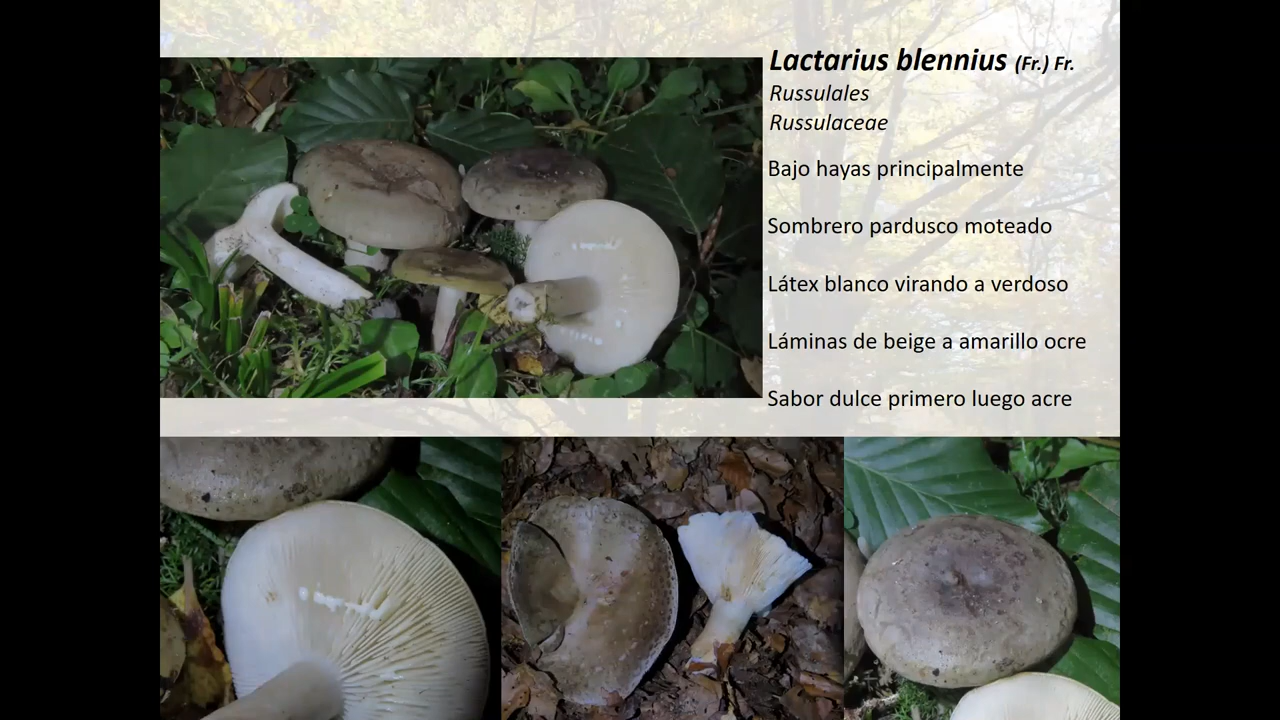 Lactarius blennius (Fr.) Fr.
Russulales
Russulaceae
Bajo hayas principalmente
Sombrero pardusco moteado
Látex blanco virando a verdoso
Láminas de beige a amarillo ocre
Sabor dulce primero luego acre